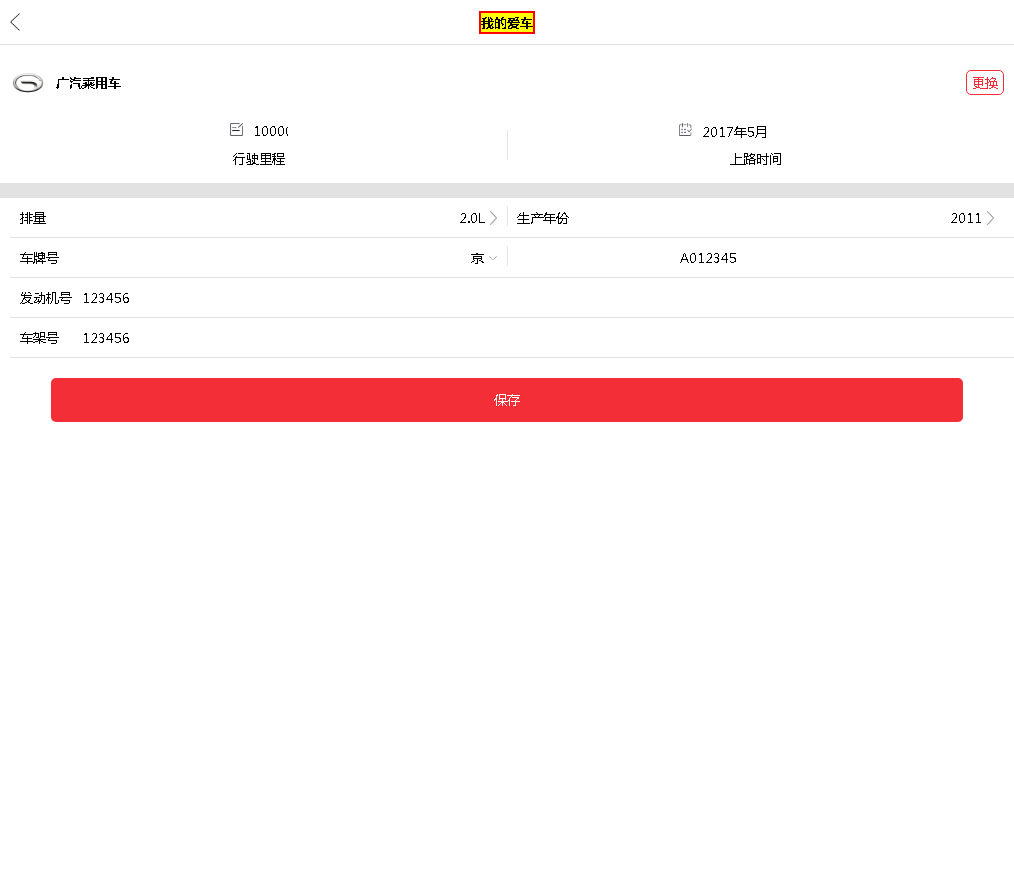 我的爱车
广汽乘用车 更换
10000 2017年5月
行驶里程 上路时间
排量 2.0L 生产年份 2011
车牌号 京 A012345
发动机号 123456
车架号 123456
保存